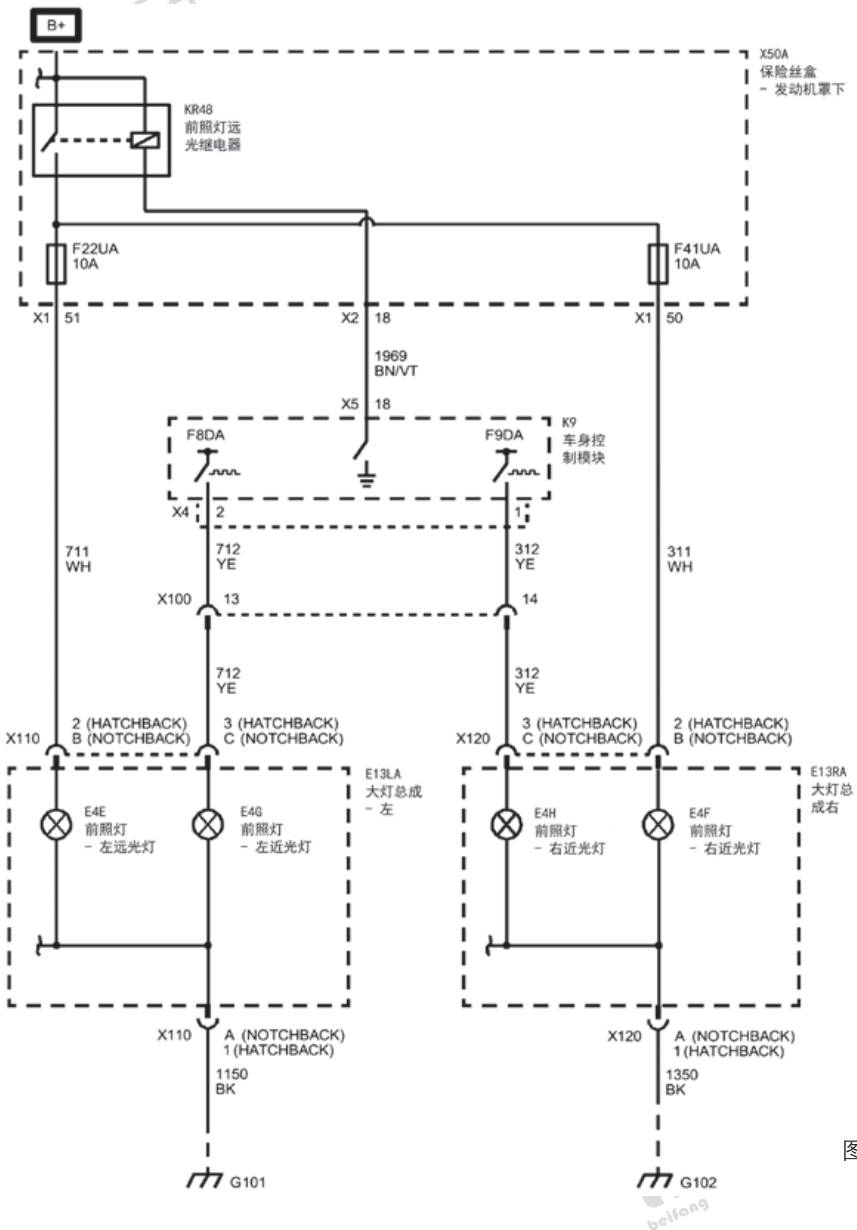 B+
X50A
保险丝盒
- 发动机罩下
KR48
前照灯远
光继电器
F22UA
10A
F41UA
10A
X1 51
X2 18
X1 50
1969
BN/VT
X5 18
K9
车身控
制模块
F8DA
F9DA
X4 2
1
711
WH
712
YE
312
YE
311
WH
X100 13
14
712
YE
312
YE
X110
2 (HATCHBACK)
B (NOTCHBACK)
3 (HATCHBACK)
C (NOTCHBACK)
X120
3 (HATCHBACK)
C (NOTCHBACK)
2 (HATCHBACK)
B (NOTCHBACK)
E13LA
大灯总成
- 左
E13RA
大灯总
成右
E4E
前照灯
- 左远光灯
E4G
前照灯
- 左近光灯
E4H
前照灯
- 右近光灯
E4F
前照灯
- 右近光灯
X110
A (NOTCHBACK)
1 (HATCHBACK)
X120
A (NOTCHBACK)
1 (HATCHBACK)
1150
BK
1350
BK
图
G101
G102
beifang